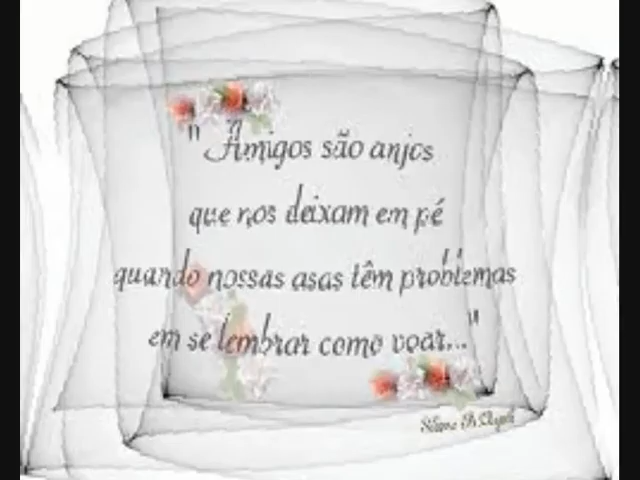 "Amigos são anjos
que nos deixam em pé
quando nossas asas têm problemas
em se lembrar como voar..."